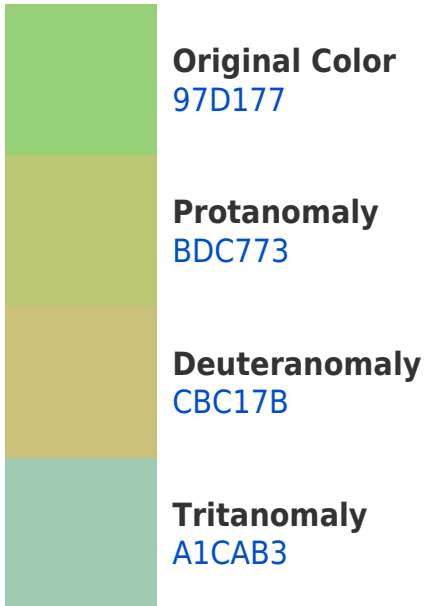 Original Color
97D177
Protanomaly
BDC773
Deuteranomaly
CBC17B
Tritanomaly
A1CAB3